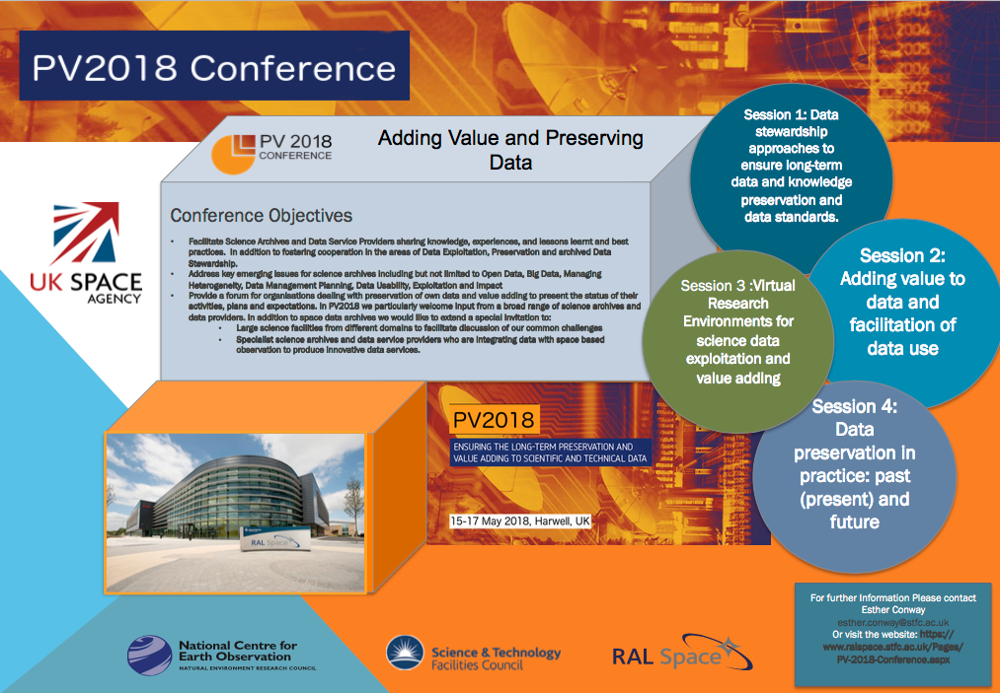 PV2018 Conference
PV 2018
CONFERENCE
Adding Value and Preserving
Data
Conference Objectives
• Facilitate Science Archives and Data Service Providers sharing knowledge, experiences, and lessons learnt and best
practices. In addition to fostering cooperation in the areas of Data Exploitation, Preservation and archived Data
Stewardship.
• Address key emerging issues for science archives including but not limited to Open Data, Big Data, Managing
Heterogeneity, Data Management Planning, Data Usability, Exploitation and Impact
• Provide a forum for organisations dealing with preservation of own data and value adding to present the status of their
activities, plans and expectations. In PV2018 we particularly welcome input from a broad range of science archives and
data providers. In addition to space data archives we would like to extend a special invitation to:
• Large science facilities from different domains to facilitate discussion of our common challenges
• Specialist science archives and data service providers who are integrating data with space based
observation to produce innovative data services.
UK SPACE
AGENCY
Session 1: Data
stewardship
approaches to
ensure long-term
data and knowledge
preservation and
data standards.
Session 2:
Adding value to
data and
facilitation of
data use
Session 3 :Virtual
Research
Environments for
science data
exploitation and
value adding
Session 4:
Data
preservation in
practice: past
(present) and
future
RAL Space
PV2018
ENSURING THE LONG-TERM PRESERVATION AND
VALUE ADDING TO SCIENTIFIC AND TECHNICAL DATA
15-17 May 2018, Harwell, UK
National Centre for
Earth Observation
NATURAL ENVIRONMENT RESEARCH COUNCIL
Science & Technology
Facilities Council
RAL Space
For further Information Please contact
Esther Conway
esther.conway@stfc.ac.uk
Or visit the website: https://
www.ralspace.stfc.ac.uk/Pages/
PV-2018-Conference.aspx